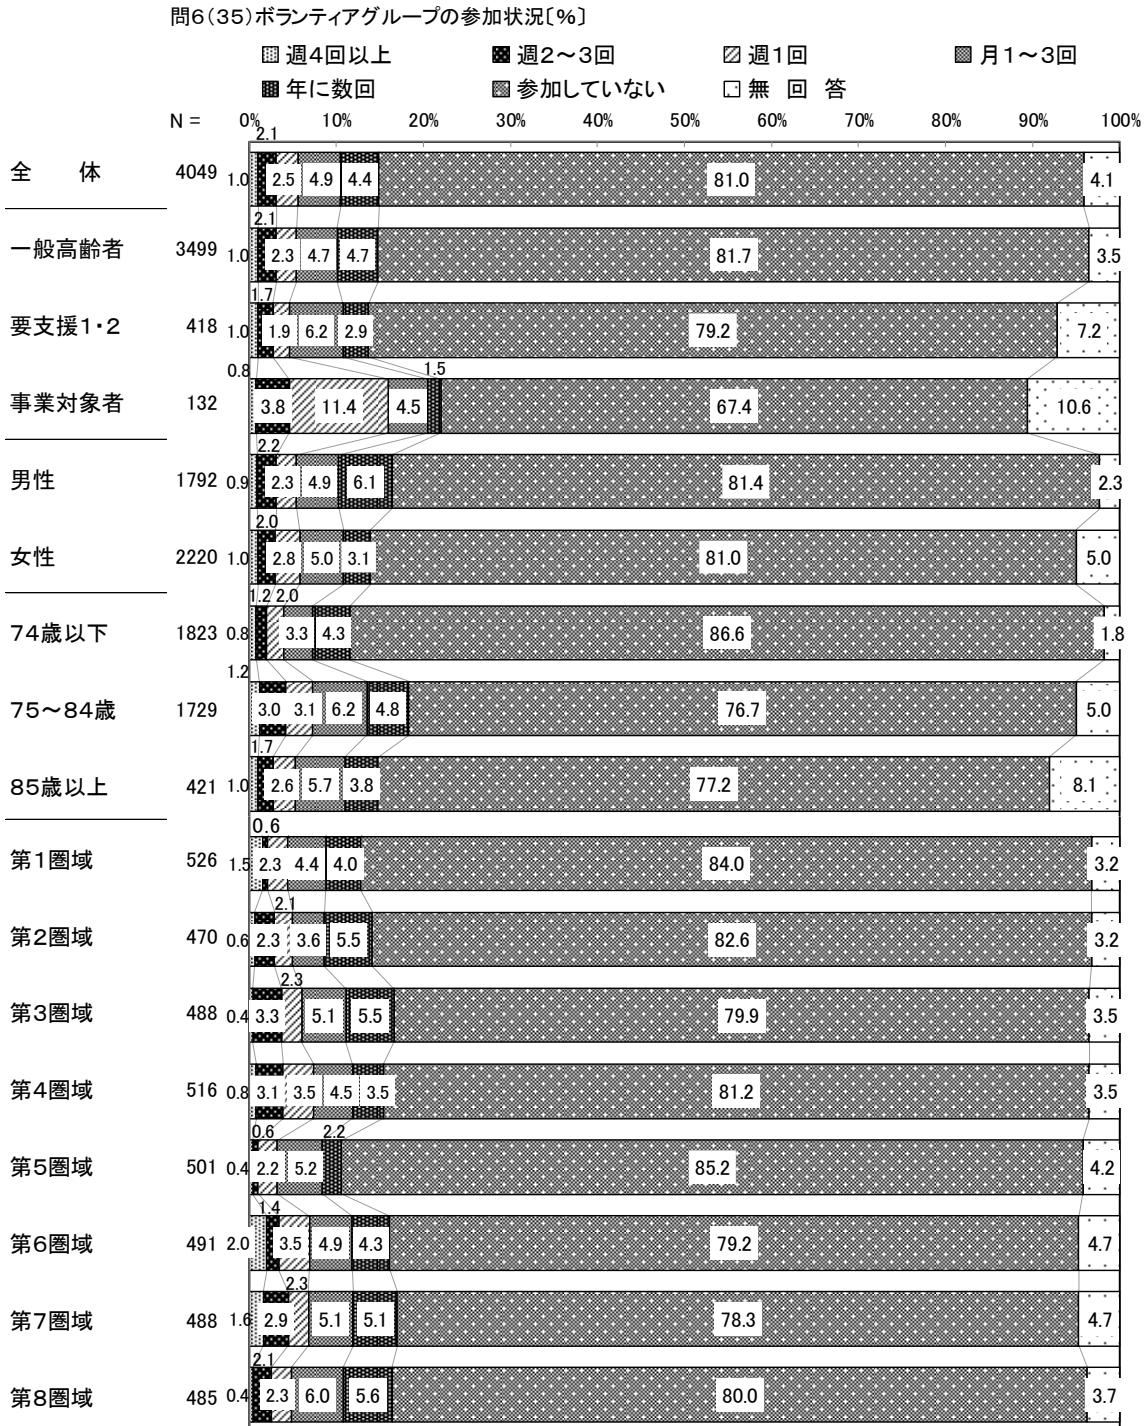 問6(35)ボランティアグループの参加状況〔%〕
週4回以上 週2～3回 週1回 月1～3回
年に数回 参加していない 無 回 答
N = 0% 10% 20% 30% 40% 50% 60% 70% 80% 90% 100%
2.1
全 体 4049 1.0 2.5 4.9 4.4 81.0 4.1
2.1
一般高齢者 3499 1.0 2.3 4.7 4.7 81.7 3.5
1.7
要支援1・2 418 1.0 1.9 6.2 2.9 79.2 7.2
0.8 1.5
事業対象者 132 3.8 11.4 4.5 67.4 10.6
2.2
男性 1792 0.9 2.3 4.9 6.1 81.4 2.3
2.0
女性 2220 1.0 2.8 5.0 3.1 81.0 5.0
1.2 2.0
74歳以下 1823 0.8 3.3 4.3 86.6 1.8
1.2
75～84歳 1729 3.0 3.1 6.2 4.8 76.7 5.0
1.7
85歳以上 421 1.0 2.6 5.7 3.8 77.2 8.1
0.6
第1圏域 526 1.5 2.3 4.4 4.0 84.0 3.2
2.1
第2圏域 470 0.6 2.3 3.6 5.5 82.6 3.2
2.3
第3圏域 488 0.4 3.3 5.1 5.5 79.9 3.5
第4圏域 516 0.8 3.1 3.5 4.5 3.5 81.2 3.5
0.6 2.2
第5圏域 501 0.4 2.2 5.2 85.2 4.2
1.4
第6圏域 491 2.0 3.5 4.9 4.3 79.2 4.7
2.3
第7圏域 488 1.6 2.9 5.1 5.1 78.3 4.7
2.1
第8圏域 485 0.4 2.3 6.0 5.6 80.0 3.7